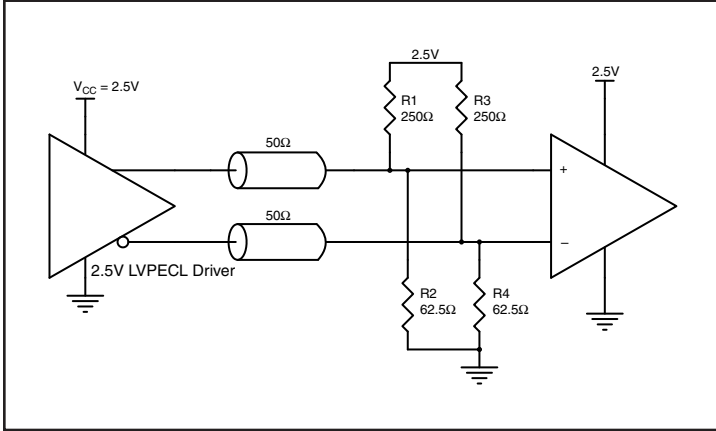 2.5V
V_CC = 2.5V
2.5V
R1
250Ω
R3
250Ω
50Ω
+
50Ω
−
2.5V LVPECL Driver
R2
62.5Ω
R4
62.5Ω